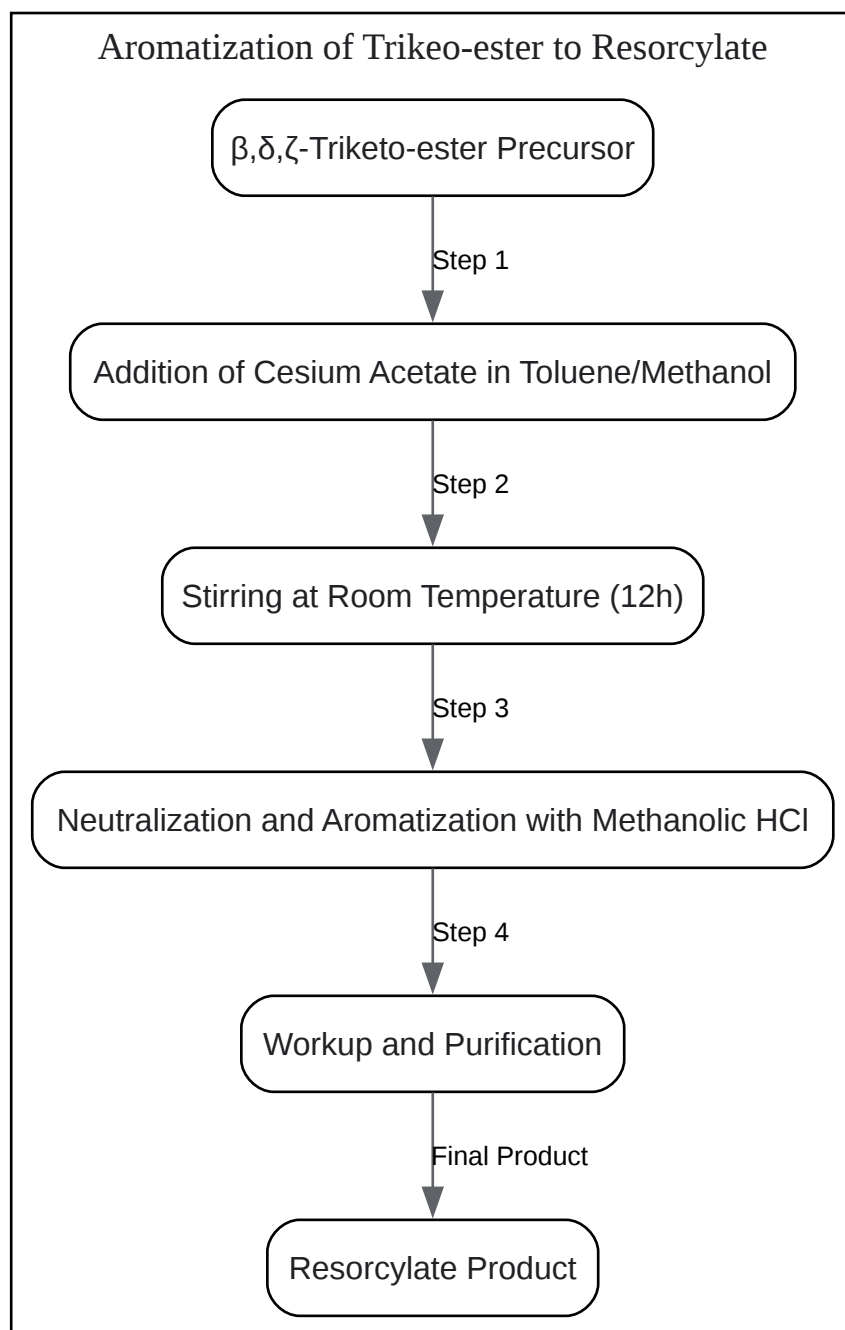 Aromatization of Trikeo-ester to Resorcylate
β,δ,ζ-Triketo-ester Precursor
Step 1
Addition of Cesium Acetate in Toluene/Methanol
Step 2
Stirring at Room Temperature (12h)
Step 3
Neutralization and Aromatization with Methanolic HCl
Step 4
Workup and Purification
Final Product
Resorcylate Product